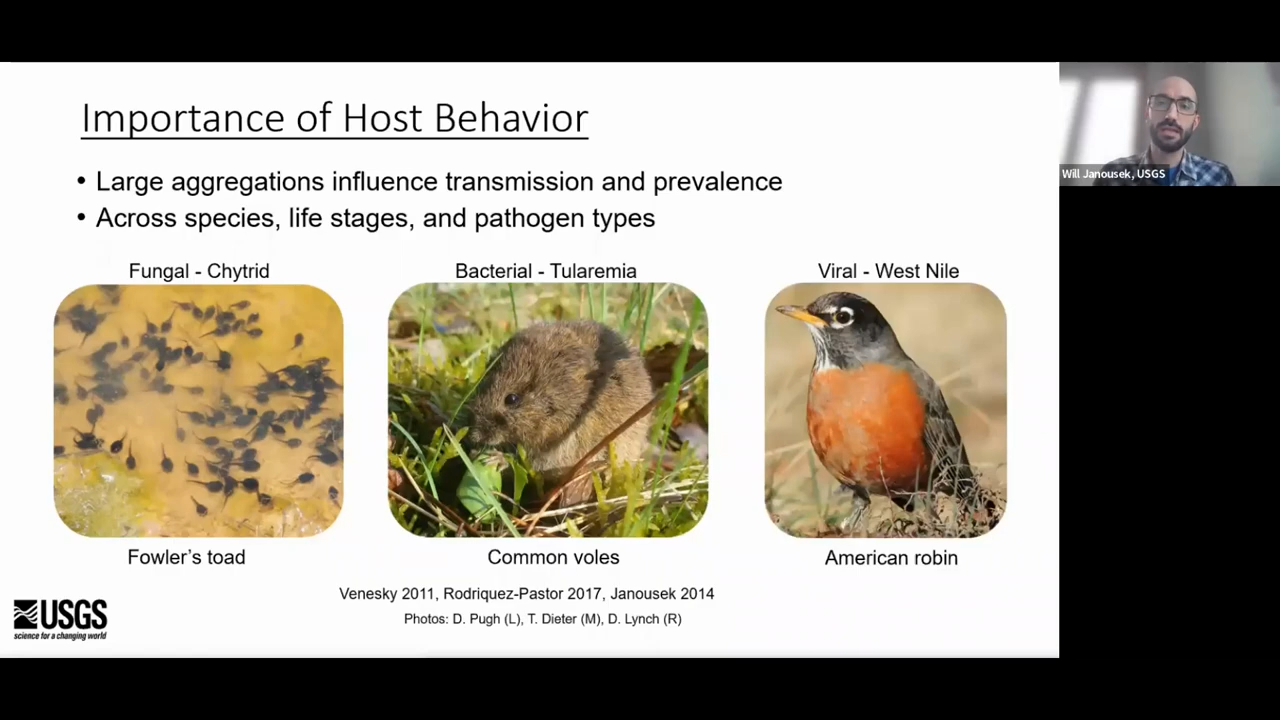 Importance of Host Behavior
• Large aggregations influence transmission and prevalence
• Across species, life stages, and pathogen types
Fungal - Chytrid
Bacterial - Tularemia
Viral - West Nile
Fowler's toad
Common voles
American robin
Venesky 2011, Rodriquez-Pastor 2017, Janousek 2014
Photos: D. Pugh (L), T. Dieter (M), D. Lynch (R)
USGS
science for a changing world
Will Janousek, USGS